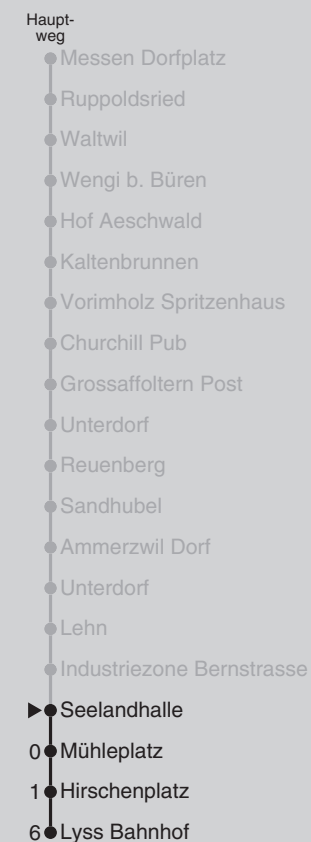 Haupt-
weg
Messen Dorfplatz
Ruppoldsried
Waltwil
Wengi b. Büren
Hof Aeschwald
Kaltenbrunnen
Vorimholz Spritzenhaus
Churchill Pub
Grossaffoltern Post
Unterdorf
Reuenberg
Sandhubel
Ammerzwil Dorf
Unterdorf
Lehn
Industriezone Bernstrasse
Seelandhalle
0 Mühleplatz
1 Hirschenplatz
6 Lyss Bahnhof